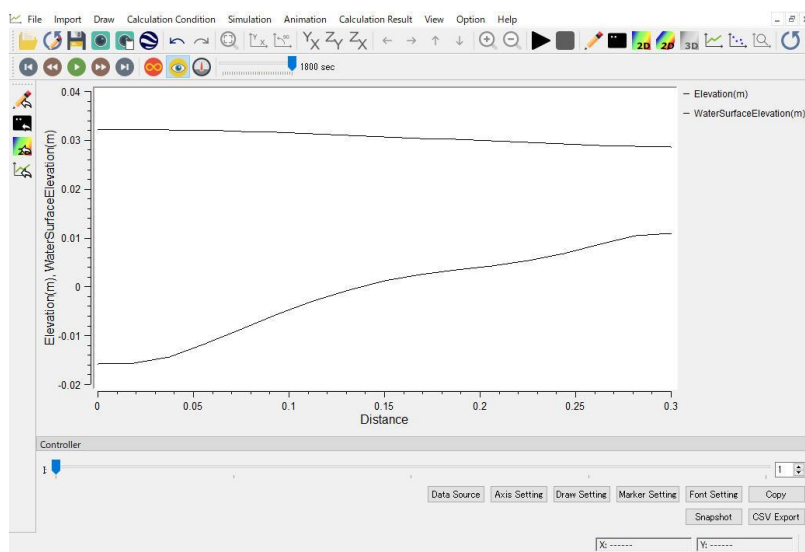 File Import Draw Calculation Condition Simulation Animation Calculation Result View Option Help
1800 sec
Elevation(m)
WaterSurfaceElevation(m)
Elevation(m), WaterSurfaceElevation(m)
0.04
0.03
0.02
0.01
0
-0.01
-0.02
0 0.05 0.1 0.15 0.2 0.25 0.3
Distance
Controller
I: 1
Data Source Axis Setting Draw Setting Marker Setting Font Setting Copy
Snapshot CSV Export
X: ------ Y: ------